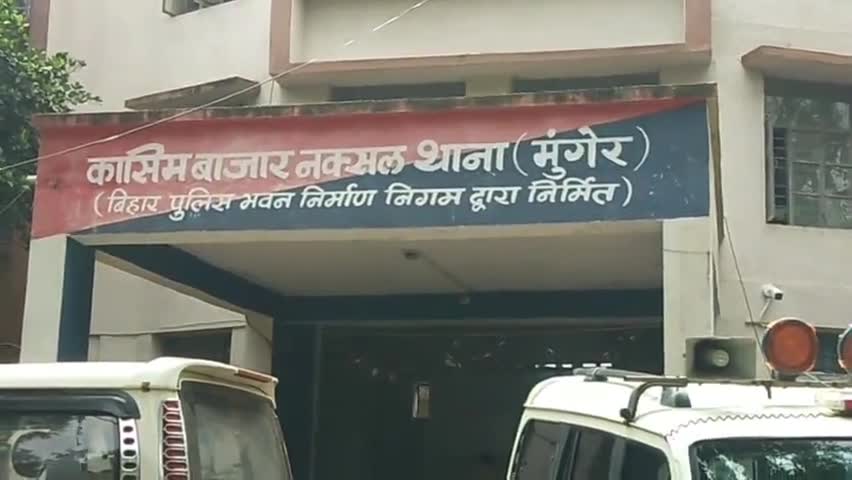 कासिम बाजार नक्सल थाना (मुंगेर)
(बिहार पुलिस भवन निर्माण निगम द्वारा निर्मित)